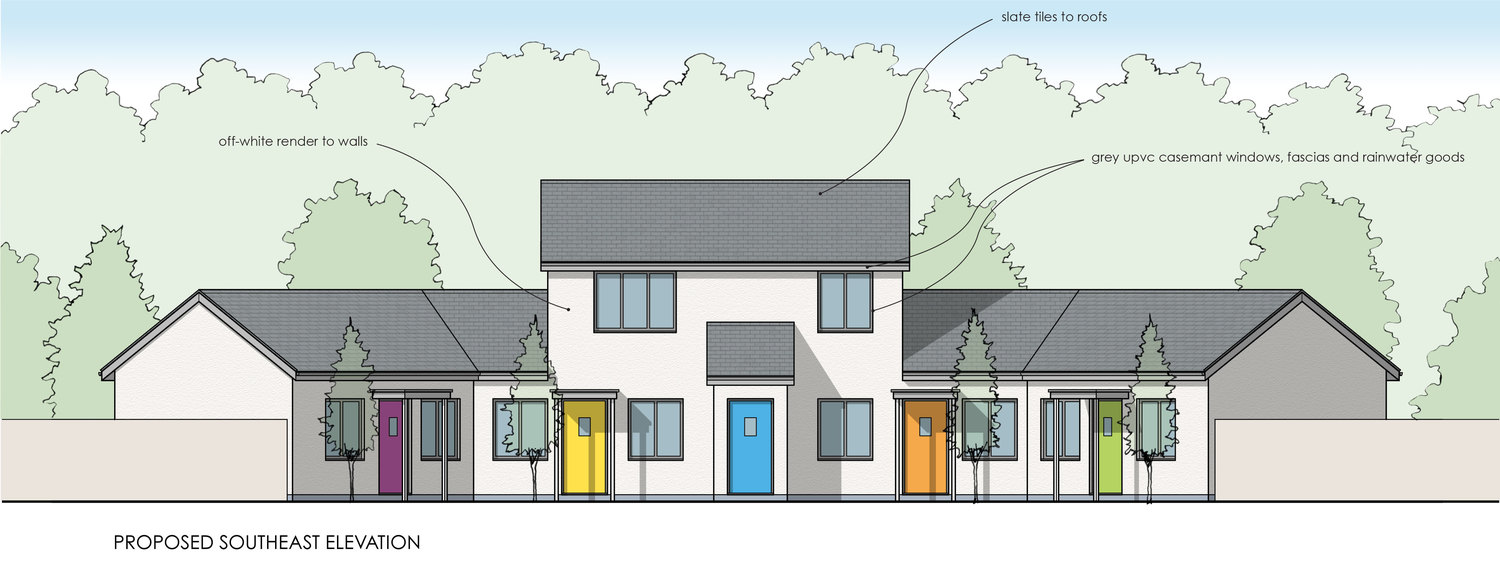 slate tiles to roofs
off-white render to walls
grey upvc casemant windows, fascias and rainwater goods
PROPOSED SOUTHEAST ELEVATION